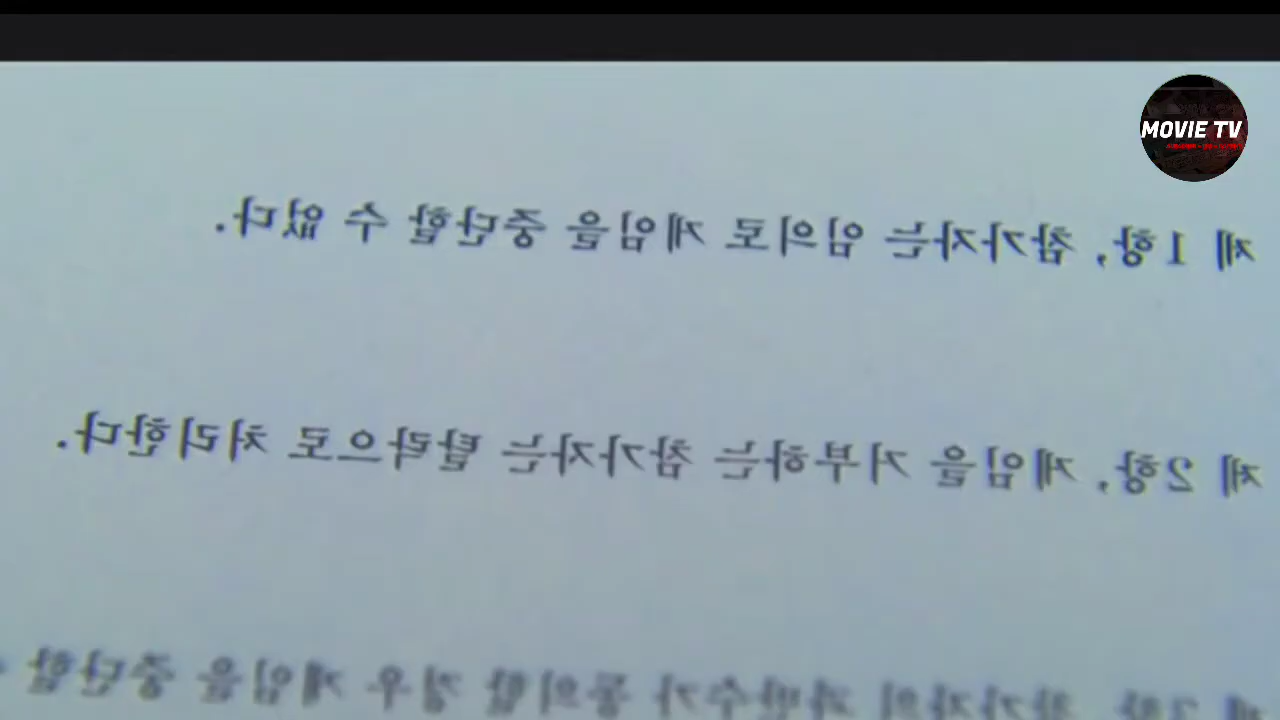 MOVIE TV
제 1항, 참가자는 임의로 게임을 중단할 수 없다.
제 2항, 게임을 거부하는 참가자는 탈락으로 처리한다.
제 3항, 참가자의 과반수가 동의할 경우 게임을 중단할